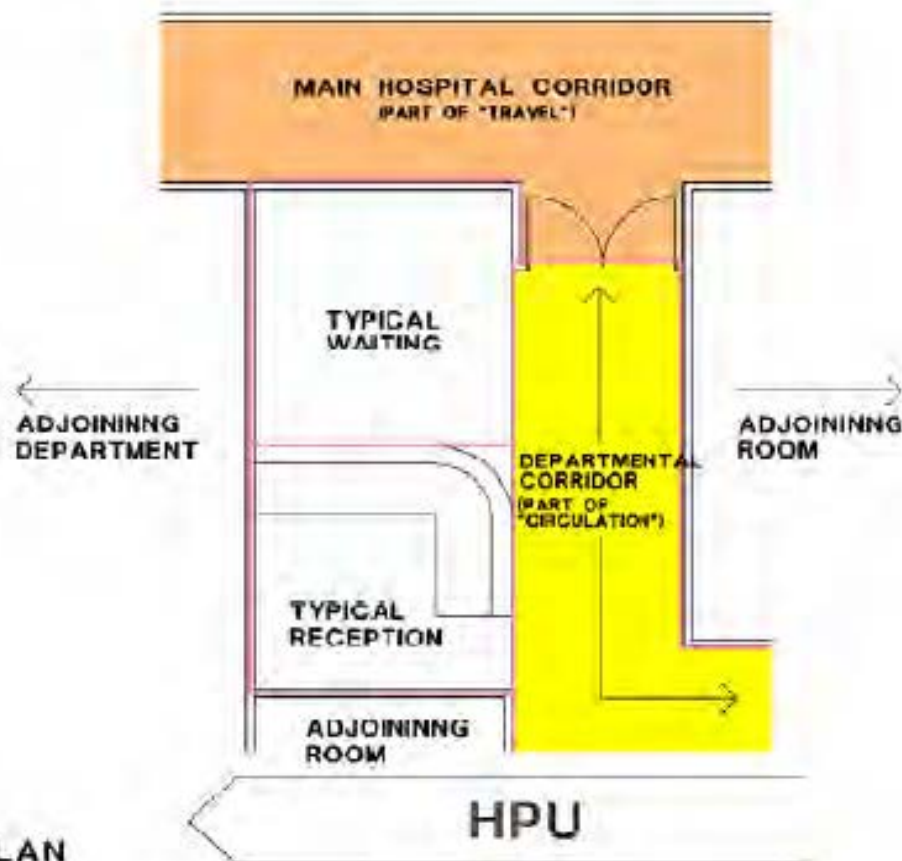 MAIN HOSPITAL CORRIDOR
(PART OF "TRAVEL")
TYPICAL
WAITING
ADJOININNG
DEPARTMENT
DEPARTMENTAL
CORRIDOR
(PART OF
"CIRCULATION")
ADJOININNG
ROOM
TYPICAL
RECEPTION
ADJOININNG
ROOM
HPU
LAN